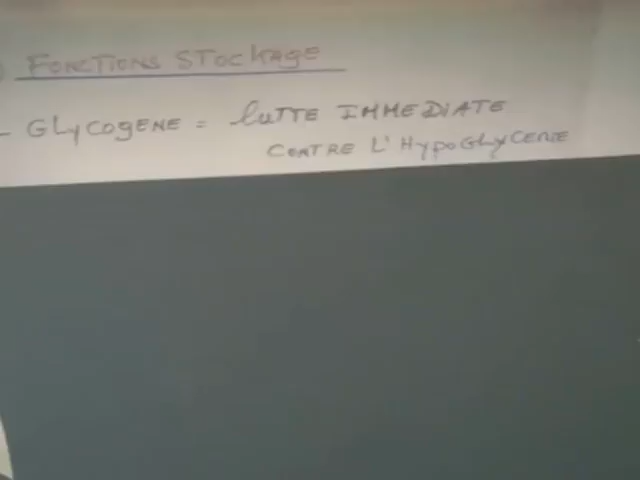 FONCTIONS STOCKAGE
- GLYCOGENE = LUTTE IMMEDIATE
CONTRE L'HYPOGLYCEMIE